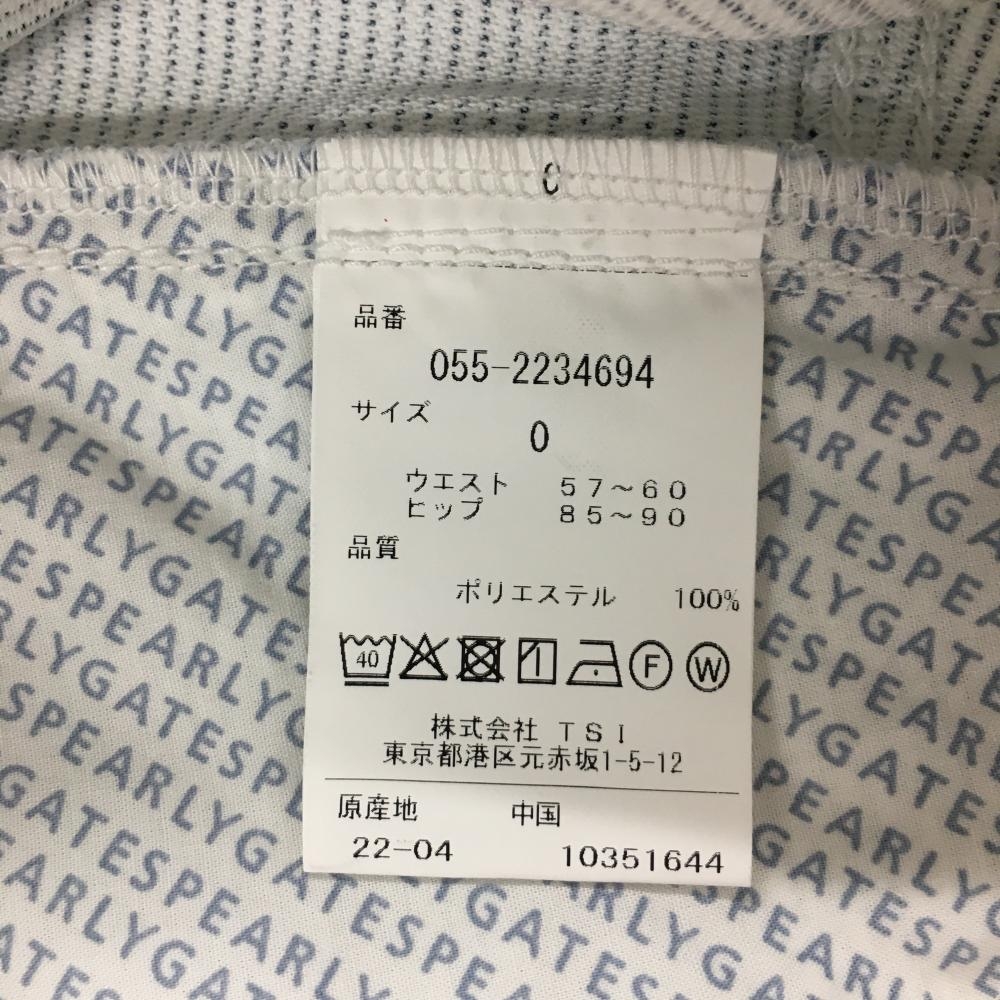 0
品番
055-2234694
サイズ
0
ウエスト 57~60
ヒップ 85~90
品質
ポリエステル 100%
40 F W
株式会社 TSI
東京都港区元赤坂1-5-12
原産地 中国
22-04 10351644
PEARLYGATES